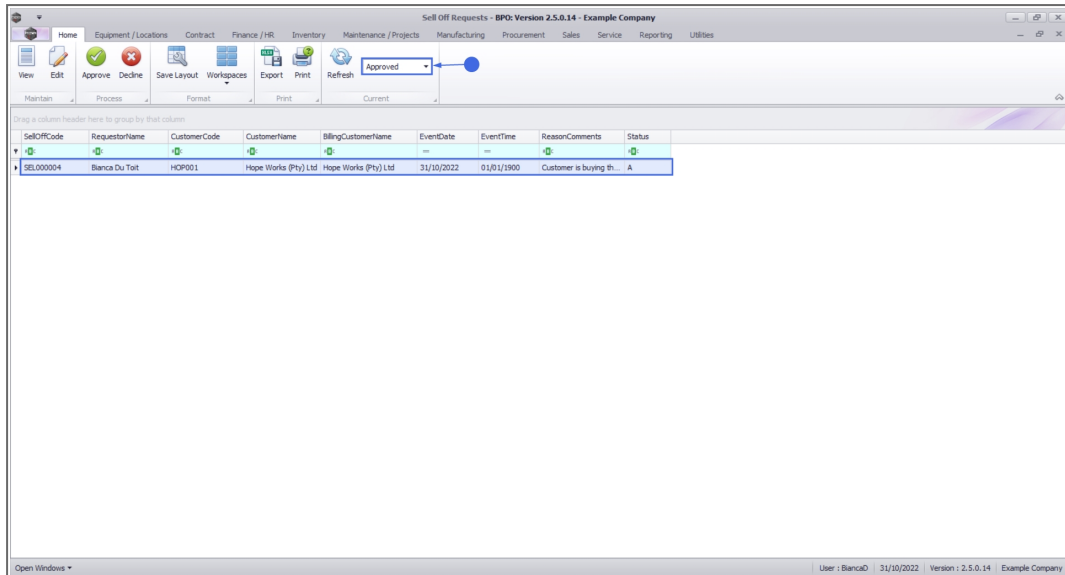 Sell Off Requests - BPO: Version 2.5.0.14 - Example Company
Home Equipment / Locations Contract Finance / HR Inventory Maintenance / Projects Manufacturing Procurement Sales Service Reporting Utilities
View Edit Approve Decline Save Layout Workspaces Export Print Refresh Approved
Maintain Process Format Print Current
Drag a column header here to group by that column
SellOffCode RequestorName CustomerCode CustomerName BillingCustomerName EventDate EventTime ReasonComments Status
SEL000004 Bianca Du Toit HOP001 Hope Works (Pty) Ltd Hope Works (Pty) Ltd 31/10/2022 01/01/1900 Customer is buying th... A
Open Windows User : BiancaD 31/10/2022 Version : 2.5.0.14 Example Company